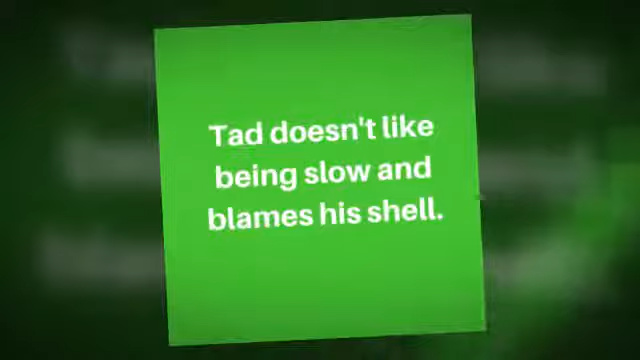 Tad doesn't like
being slow and
blames his shell.